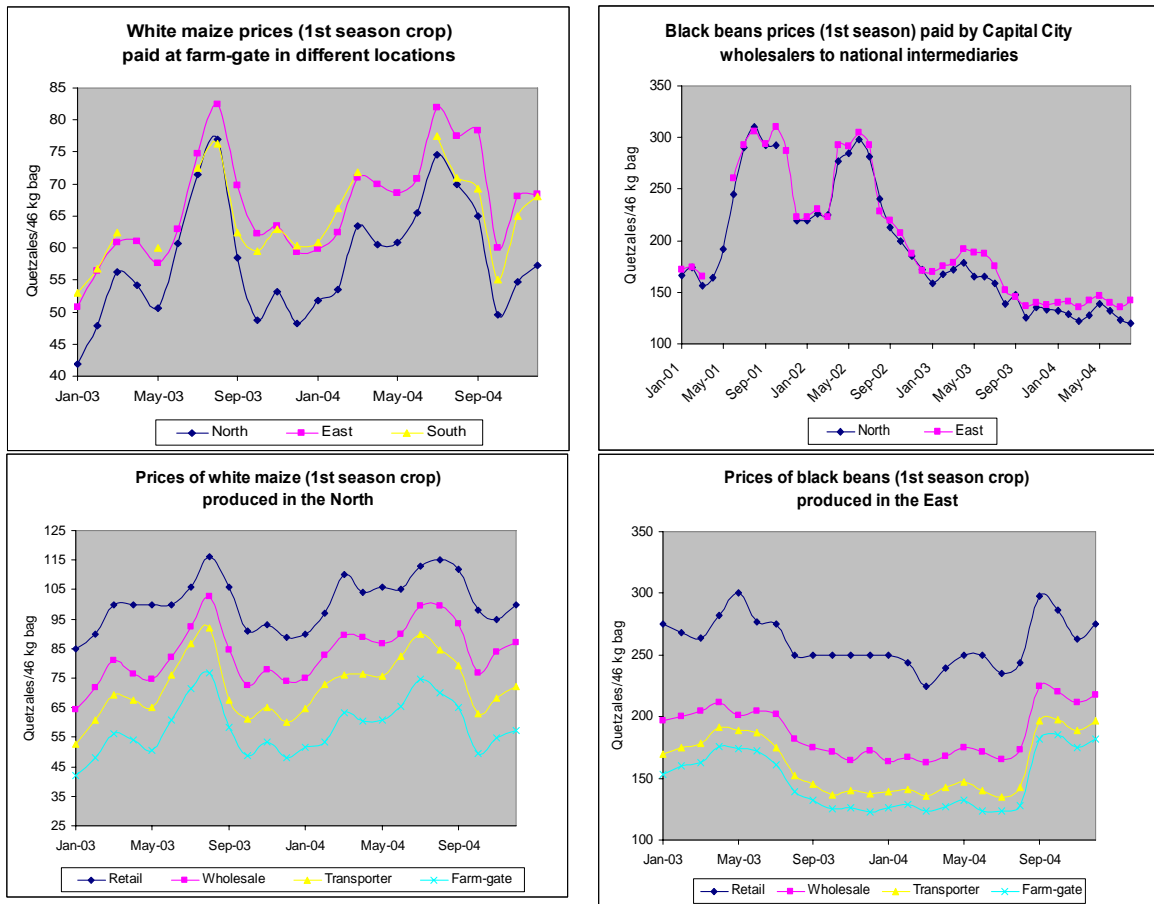 White maize prices (1st season crop)
paid at farm-gate in different locations
Quetzales/46 kg bag
85
80
75
70
65
60
55
50
45
40
Jan-03 May-03 Sep-03 Jan-04 May-04 Sep-04
North East South
Black beans prices (1st season) paid by Capital City
wholesalers to national intermediaries
Quetzales/46 kg bag
350
300
250
200
150
100
Jan-01 May-01 Sep-01 Jan-02 May-02 Sep-02 Jan-03 May-03 Sep-03 Jan-04 May-04
North East
Prices of white maize (1st season crop)
produced in the North
Quetzales/46 kg bag
125
115
105
95
85
75
65
55
45
35
25
Jan-03 May-03 Sep-03 Jan-04 May-04 Sep-04
Retail Wholesale Transporter Farm-gate
Prices of black beans (1st season crop)
produced in the East
Quetzales/46 kg bag
350
300
250
200
150
100
Jan-03 May-03 Sep-03 Jan-04 May-04 Sep-04
Retail Wholesale Transporter Farm-gate